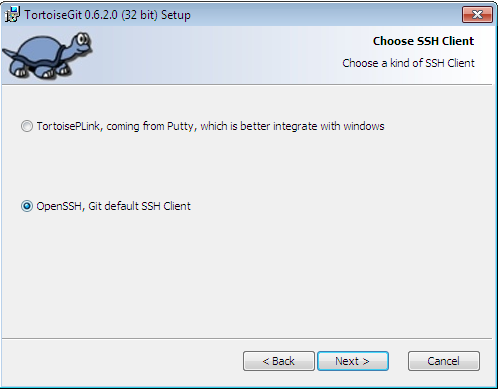 TortoiseGit 0.6.2.0 (32 bit) Setup
Choose SSH Client
Choose a kind of SSH Client
TortoisePLink, coming from Putty, which is better integrate with windows
OpenSSH, Git default SSH Client
< Back
Next >
Cancel